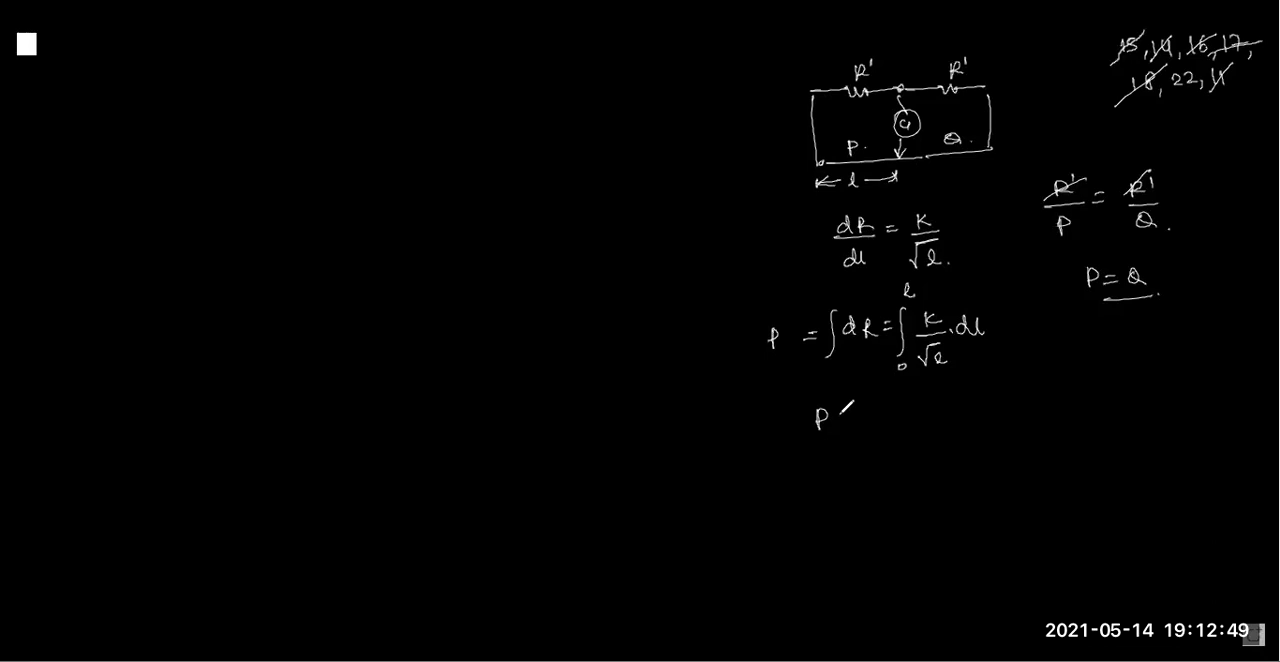 15, 14, 16, 17,
18, 22, 11
R' R'
G
P. Q.
l
R'/P = R'/Q.
dR/dl = K/√l.
P = Q.
P = ∫dR = ∫₀ˡ K/√l . dl
P
2021-05-14 19:12:49